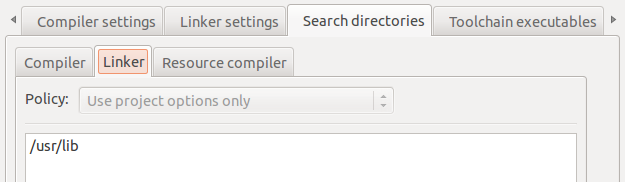 Compiler settings Linker settings Search directories Toolchain executables
Compiler Linker Resource compiler
Policy: Use project options only
/usr/lib